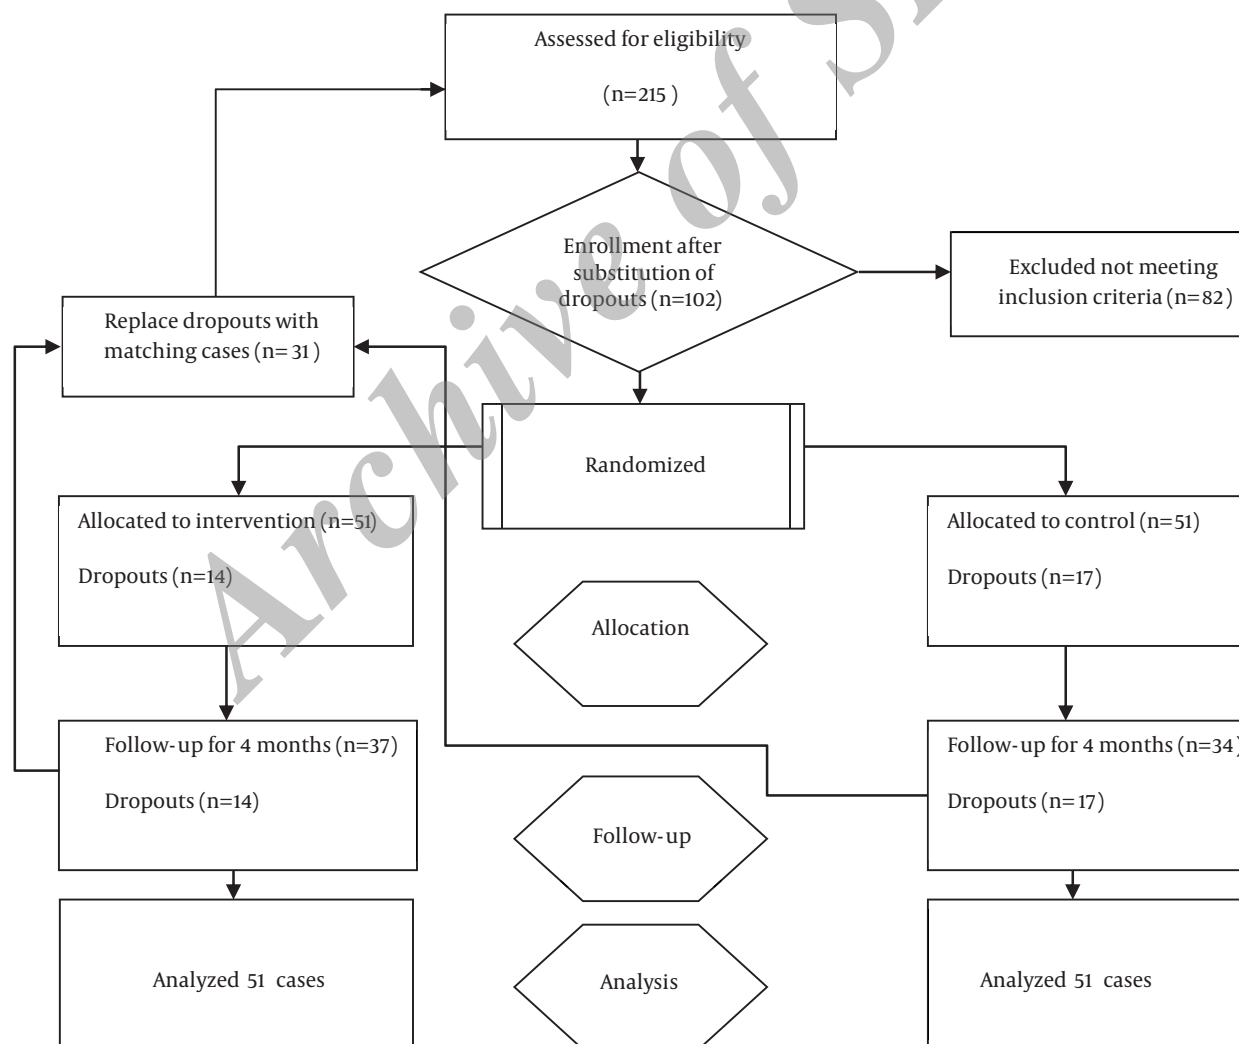 Assessed for eligibility
(n=215 )
Enrollment after
substitution of
dropouts (n=102)
Excluded not meeting
inclusion criteria (n=82)
Replace dropouts with
matching cases (n= 31 )
Randomized
Allocated to intervention (n=51)
Dropouts (n=14)
Allocated to control (n=51)
Dropouts (n=17)
Allocation
Follow-up for 4 months (n=37)
Dropouts (n=14)
Follow-up for 4 months (n=34)
Dropouts (n= 17)
Follow-up
Analyzed 51 cases
Analysis
Analyzed 51 cases
Archive of